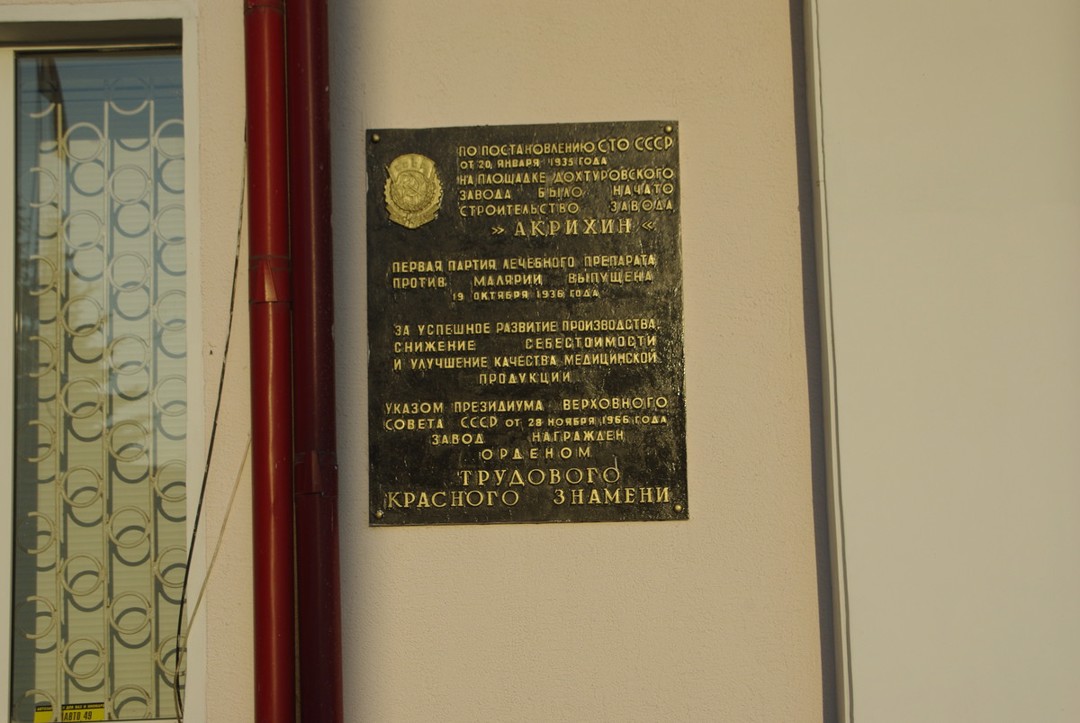 ПО ПОСТАНОВЛЕНИЮ СТО СССР
ОТ 20 ЯНВАРЯ 1935 ГОДА
НА ПЛОЩАДКЕ ДОХТУРОВСКОГО
ЗАВОДА БЫЛО НАЧАТО
СТРОИТЕЛЬСТВО ЗАВОДА
» АКРИХИН «
ПЕРВАЯ ПАРТИЯ ЛЕЧЕБНОГО ПРЕПАРАТА
ПРОТИВ МАЛЯРИИ ВЫПУЩЕНА
19 ОКТЯБРЯ 1936 ГОДА
ЗА УСПЕШНОЕ РАЗВИТИЕ ПРОИЗВОДСТВА,
СНИЖЕНИЕ СЕБЕСТОИМОСТИ
И УЛУЧШЕНИЕ КАЧЕСТВА МЕДИЦИНСКОЙ
ПРОДУКЦИИ
УКАЗОМ ПРЕЗИДИУМА ВЕРХОВНОГО
СОВЕТА СССР ОТ 28 НОЯБРЯ 1966 ГОДА
ЗАВОД НАГРАЖДЕН
ОРДЕНОМ
ТРУДОВОГО
КРАСНОГО ЗНАМЕНИ
АВТО 49